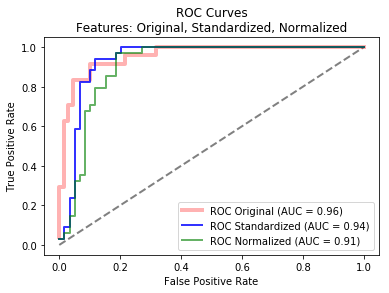 ROC Curves
Features: Original, Standardized, Normalized
1.0
0.8
0.6
0.4
0.2
0.0
True Positive Rate
ROC Original (AUC = 0.96)
ROC Standardized (AUC = 0.94)
ROC Normalized (AUC = 0.91)
0.0 0.2 0.4 0.6 0.8 1.0
False Positive Rate